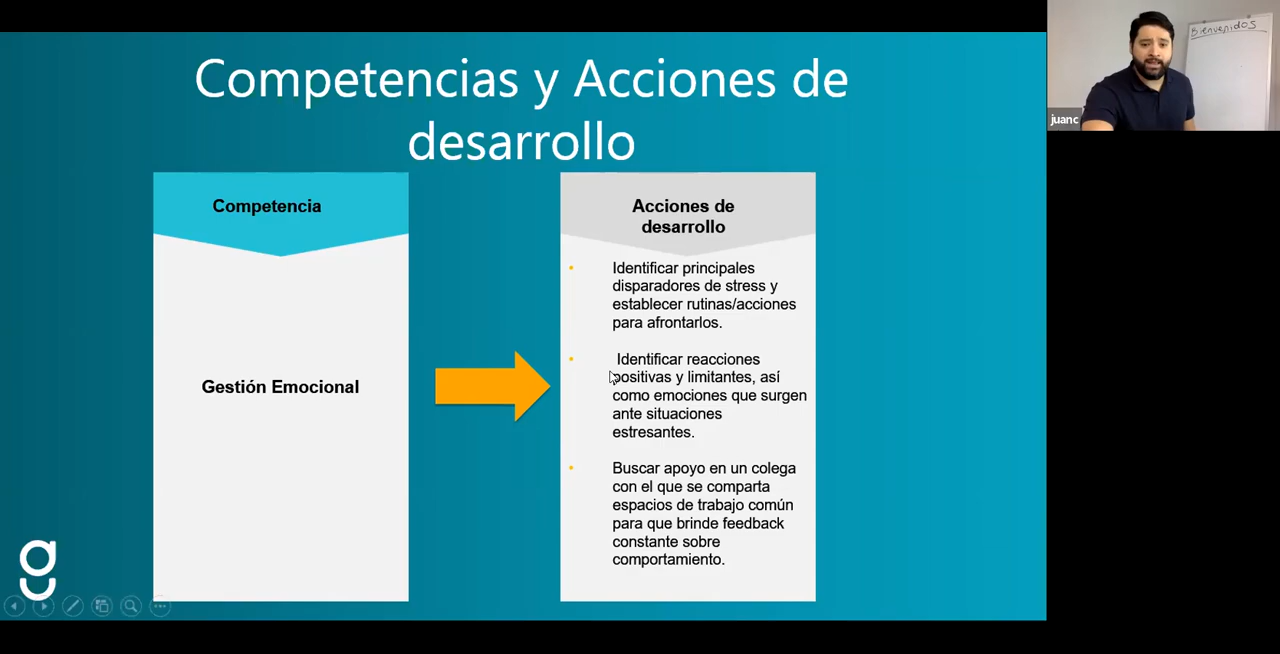 Competencias y Acciones de
desarrollo
Competencia
Gestión Emocional
Acciones de
desarrollo
• Identificar principales
disparadores de stress y
establecer rutinas/acciones
para afrontarlos.
• Identificar reacciones
positivas y limitantes, así
como emociones que surgen
ante situaciones
estresantes.
• Buscar apoyo en un colega
con el que se comparta
espacios de trabajo común
para que brinde feedback
constante sobre
comportamiento.
Bienvenidos
juanc